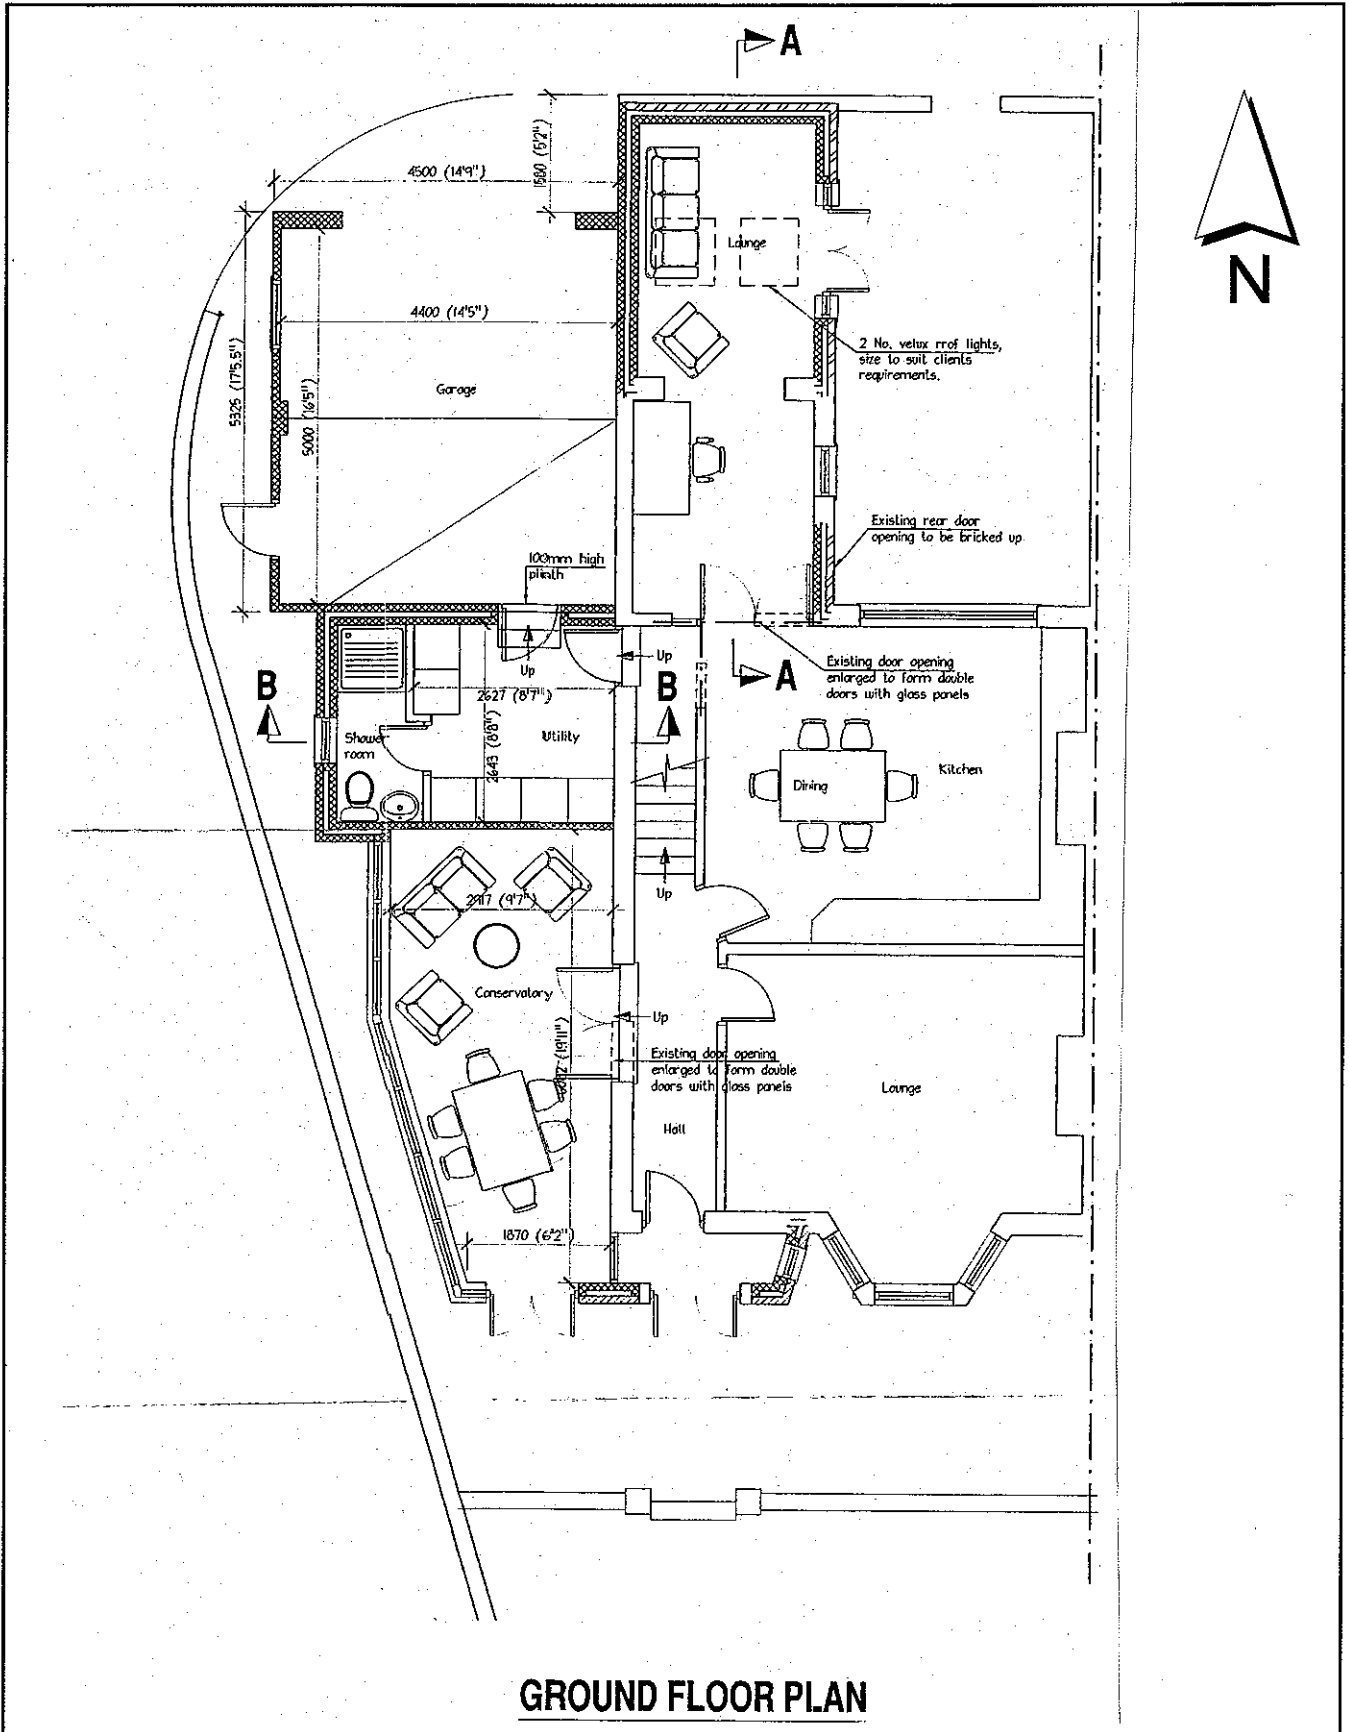 A
N
4500 (14'9")
1580 (5'2")
Lounge
4400 (14'5")
2 No. velux rrof lights,
size to suit clients
requirements.
5325 (17'5.5")
5000 (16'5")
Garage
Existing rear door
opening to be bricked up
100mm high
plinth
Up
Up
B
B
A
Existing door opening
enlarged to form double
doors with glass panels
2627 (8'7")
2643 (8'8")
Shower
room
Utility
Kitchen
Dining
Up
2917 (9'7")
Conservatory
Up
(19'11")
Existing door opening
enlarged to form double
doors with glass panels
Lounge
Hall
1870 (6'2")
GROUND FLOOR PLAN